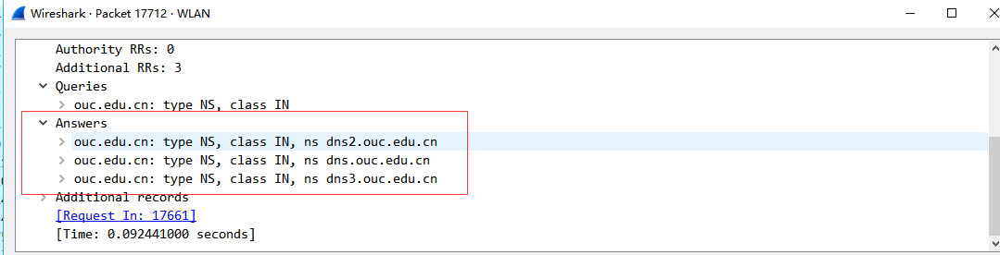 Wireshark · Packet 17712 · WLAN
Authority RRs: 0
Additional RRs: 3
Queries
ouc.edu.cn: type NS, class IN
Answers
ouc.edu.cn: type NS, class IN, ns dns2.ouc.edu.cn
ouc.edu.cn: type NS, class IN, ns dns.ouc.edu.cn
ouc.edu.cn: type NS, class IN, ns dns3.ouc.edu.cn
Additional records
[Request In: 17661]
[Time: 0.092441000 seconds]